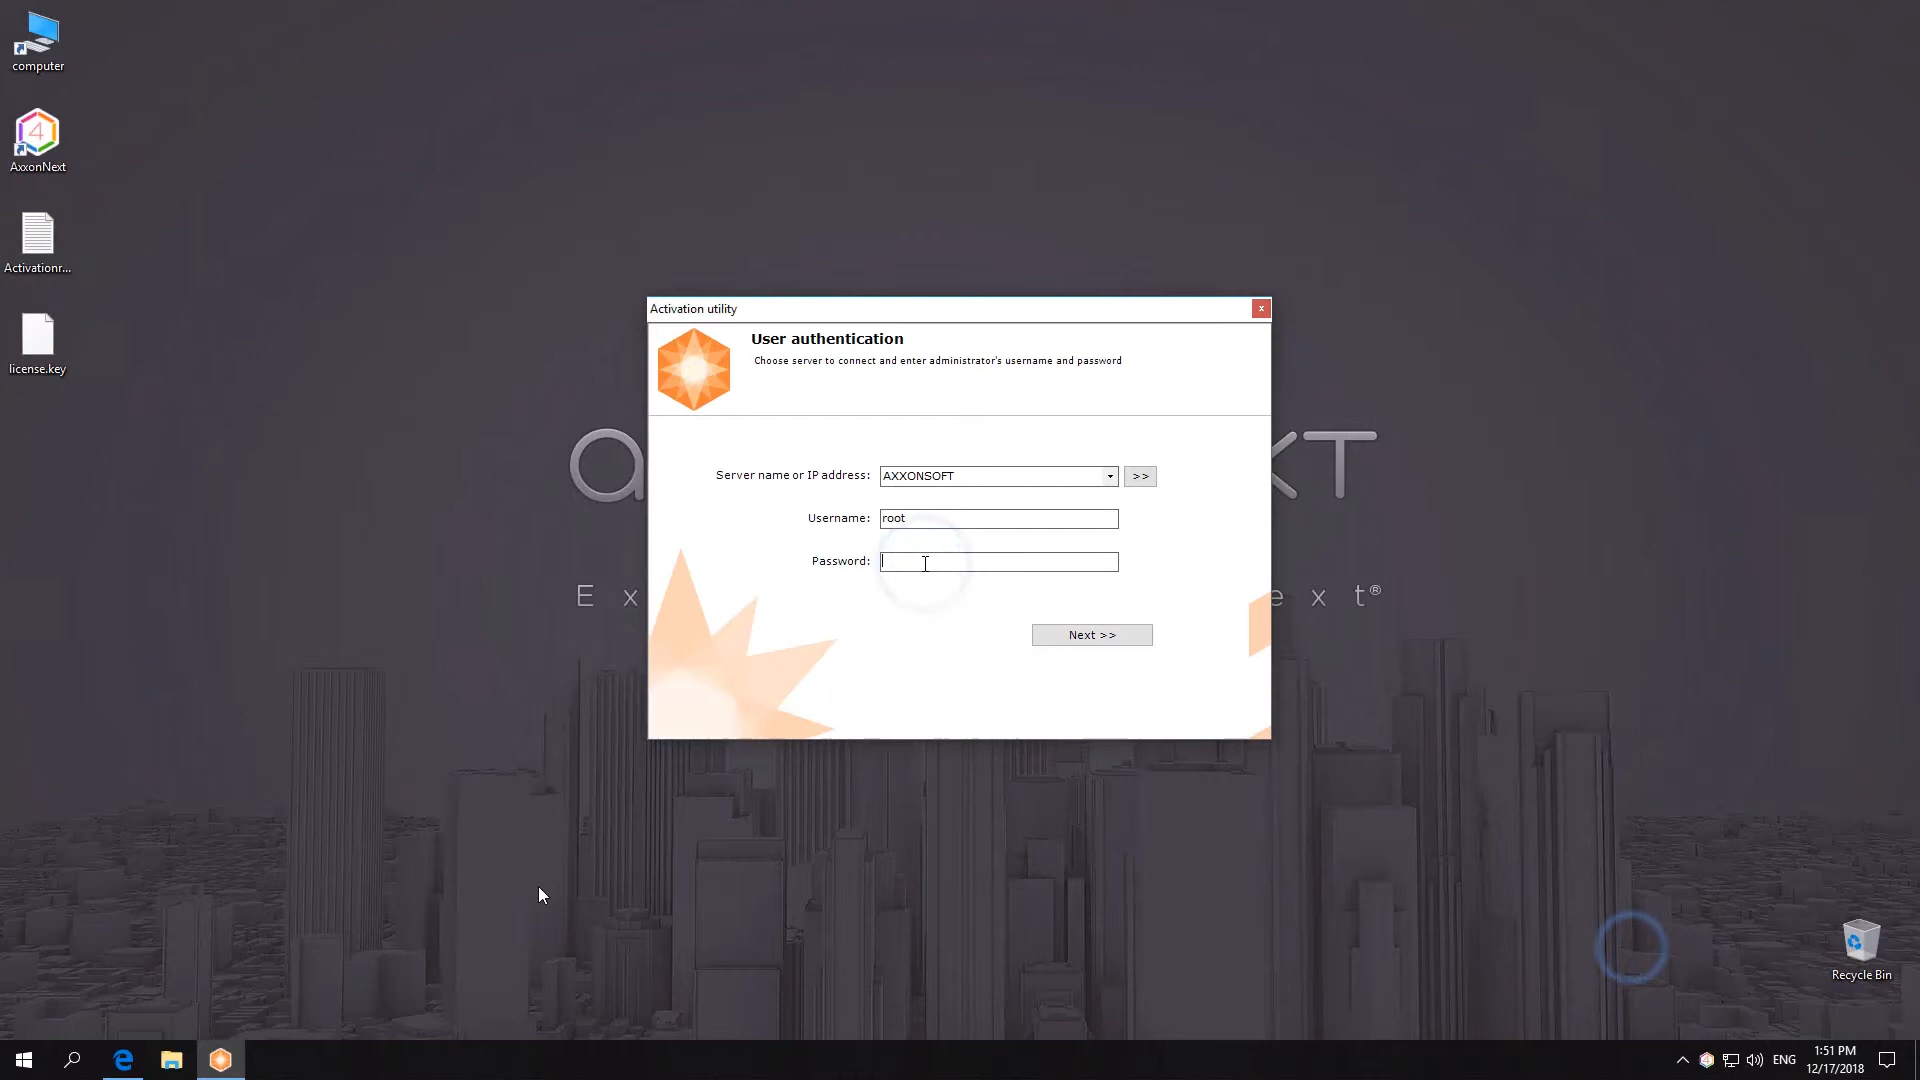 computer
4
AxxonNext
Activationr...
license.key
Activation utility
x
User authentication
Choose server to connect and enter administrator's username and password
Server name or IP address:
AXXONSOFT
>>
Username:
root
Password:
Next >>
a
XT
E x
e x t®
Recycle Bin
ENG
1:51 PM
12/17/2018